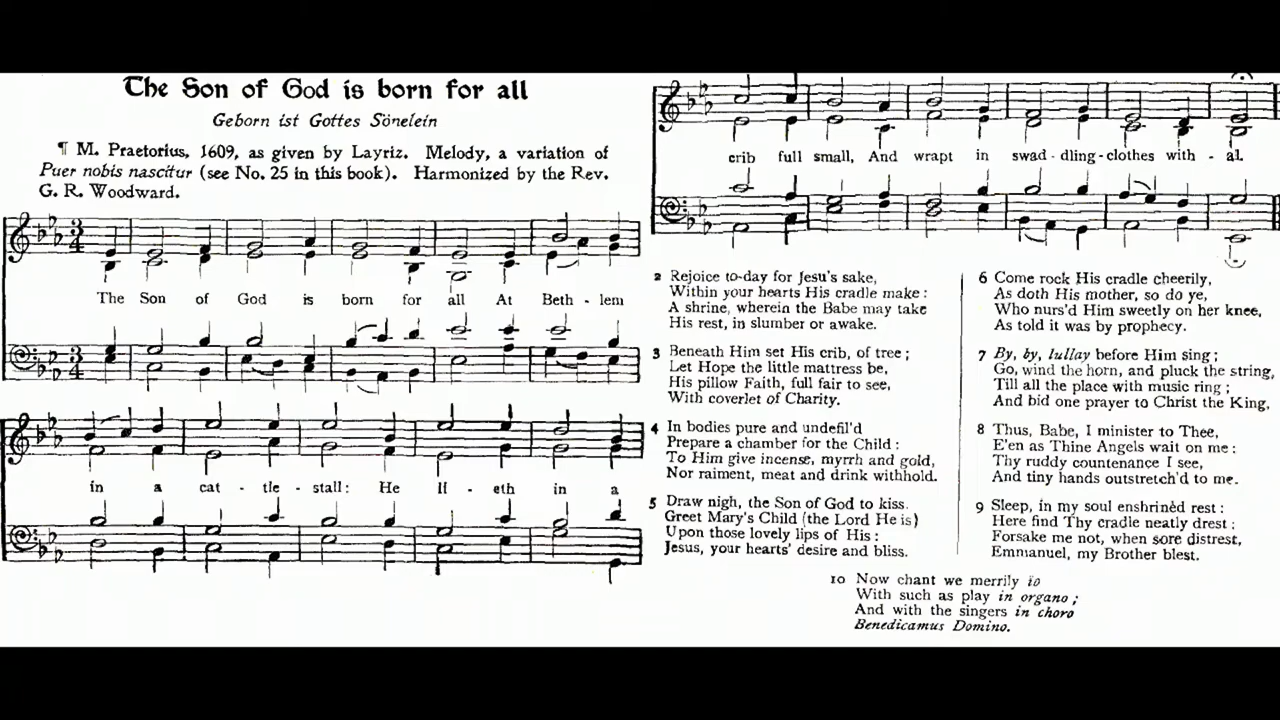 The Son of God is born for all
Geborn ist Gottes Sönelein
¶ M. Praetorius, 1609, as given by Layriz. Melody, a variation of
Puer nobis nascitur (see No. 25 in this book). Harmonized by the Rev.
G. R. Woodward.
3
4
The Son of God is born for all At Beth - lem
3
4
in a cat - tle - stall: He li - eth in a
crib full small, And wrapt in swad - dling - clothes with - al.
2 Rejoice to-day for Jesu's sake,
Within your hearts His cradle make:
A shrine, wherein the Babe may take
His rest, in slumber or awake.
3 Beneath Him set His crib, of tree;
Let Hope the little mattress be,
His pillow Faith, full fair to see,
With coverlet of Charity.
4 In bodies pure and undefil'd
Prepare a chamber for the Child:
To Him give incense, myrrh and gold,
Nor raiment, meat and drink withhold.
5 Draw nigh, the Son of God to kiss.
Greet Mary's Child (the Lord He is)
Upon those lovely lips of His:
Jesus, your hearts' desire and bliss.
6 Come rock His cradle cheerily,
As doth His mother, so do ye,
Who nurs'd Him sweetly on her knee,
As told it was by prophecy.
7 By, by, lullay before Him sing;
Go, wind the horn, and pluck the string,
Till all the place with music ring;
And bid one prayer to Christ the King,
8 Thus, Babe, I minister to Thee,
E'en as Thine Angels wait on me:
Thy ruddy countenance I see,
And tiny hands outstretch'd to me.
9 Sleep, in my soul enshrinèd rest:
Here find Thy cradle neatly drest;
Forsake me not, when sore distrest,
Emmanuel, my Brother blest.
10 Now chant we merrily io
With such as play in organo;
And with the singers in choro
Benedicamus Domino.